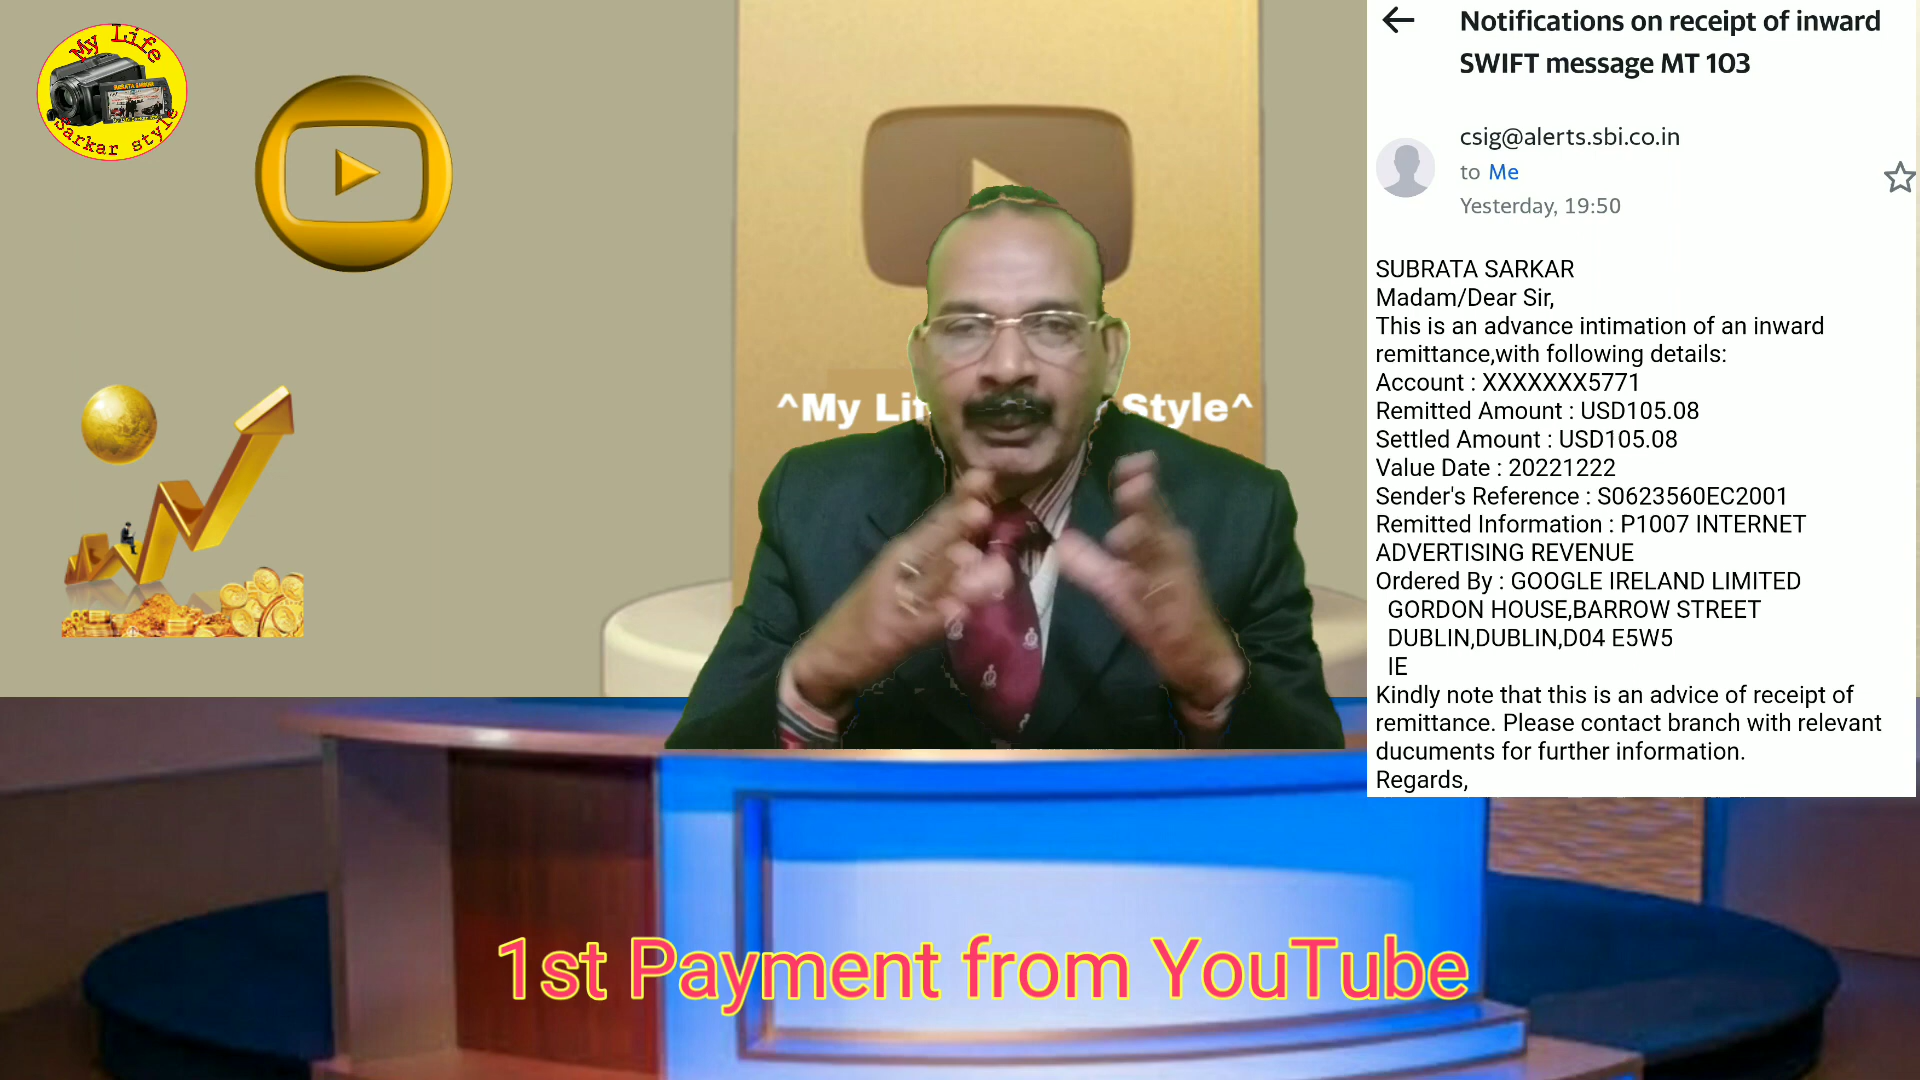 My Life
SUBRATA SARKAR
Sarkar style
^My Lif Style^
Notifications on receipt of inward
SWIFT message MT 103
csig@alerts.sbi.co.in
to Me
Yesterday, 19:50
SUBRATA SARKAR
Madam/Dear Sir,
This is an advance intimation of an inward
remittance,with following details:
Account : XXXXXXX5771
Remitted Amount : USD105.08
Settled Amount : USD105.08
Value Date : 20221222
Sender's Reference : S0623560EC2001
Remitted Information : P1007 INTERNET
ADVERTISING REVENUE
Ordered By : GOOGLE IRELAND LIMITED
GORDON HOUSE,BARROW STREET
DUBLIN,DUBLIN,D04 E5W5
IE
Kindly note that this is an advice of receipt of
remittance. Please contact branch with relevant
ducuments for further information.
Regards,
1st Payment from YouTube